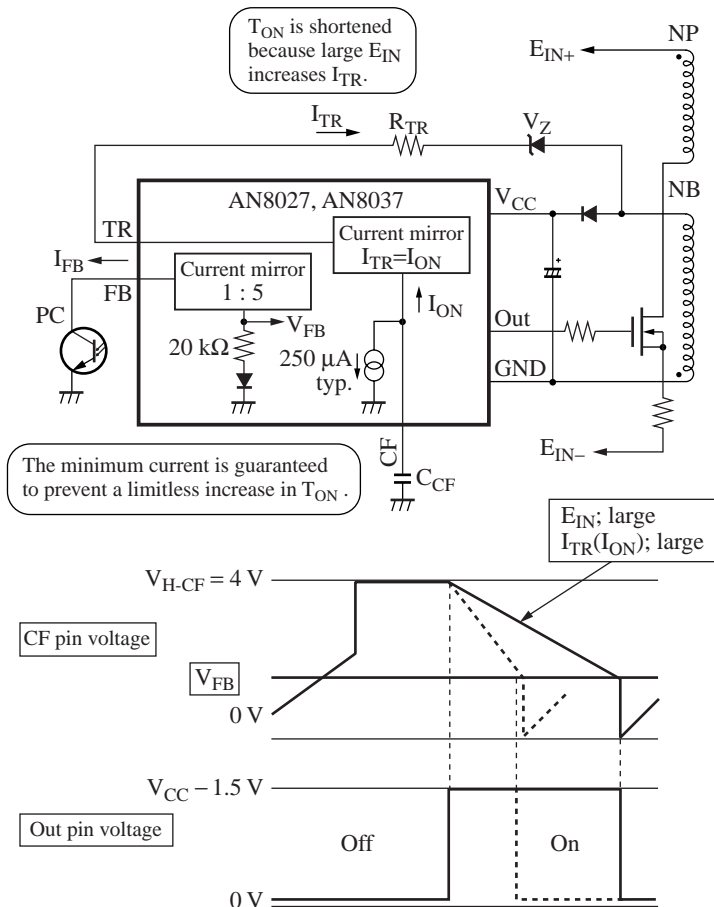 T_ON is shortened
because large E_IN
increases I_TR.
NP
E_IN+
I_TR
R_TR
V_Z
NB
AN8027, AN8037
V_CC
TR
Current mirror
I_TR=I_ON
I_FB
FB
Current mirror
1 : 5
I_ON
PC
V_FB
Out
20 kΩ
250 μA
typ.
GND
+
CF
C_CF
E_IN−
The minimum current is guaranteed
to prevent a limitless increase in T_ON .
E_IN; large
I_TR(I_ON); large
V_H-CF = 4 V
CF pin voltage
V_FB
0 V
V_CC − 1.5 V
Out pin voltage
Off
On
0 V